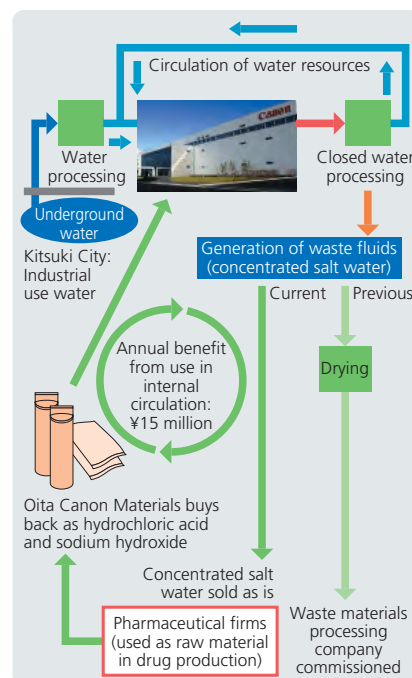 Circulation of water resources
Canon
Water
processing
Closed water
processing
Underground
water
Kitsuki City:
Industrial
use water
Generation of waste fluids
(concentrated salt water)
Current
Previous
Annual benefit
from use in
internal
circulation:
¥15 million
Drying
Oita Canon Materials buys
back as hydrochloric acid
and sodium hydroxide
Concentrated salt
water sold as is
Pharmaceutical firms
(used as raw material
in drug production)
Waste materials
processing
company
commissioned